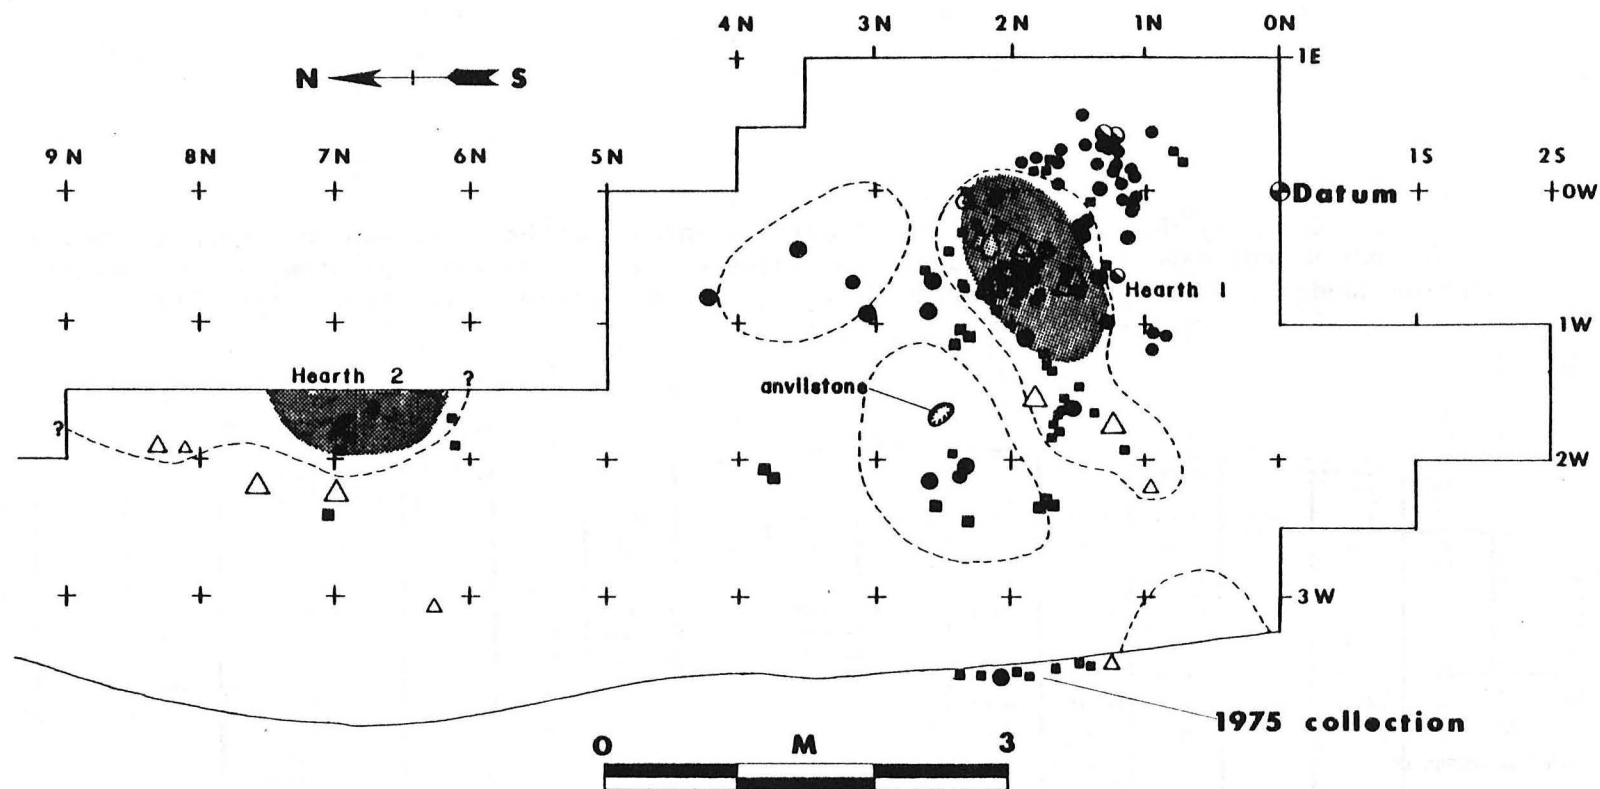 4N 3N 2N 1N 0N
N S
1E
9N 8N 7N 6N 5N 1S 2S
Datum 0W
Hearth 1
1W
Hearth 2 ?
anvilstone
?
2W
3W
1975 collection
0 M 3